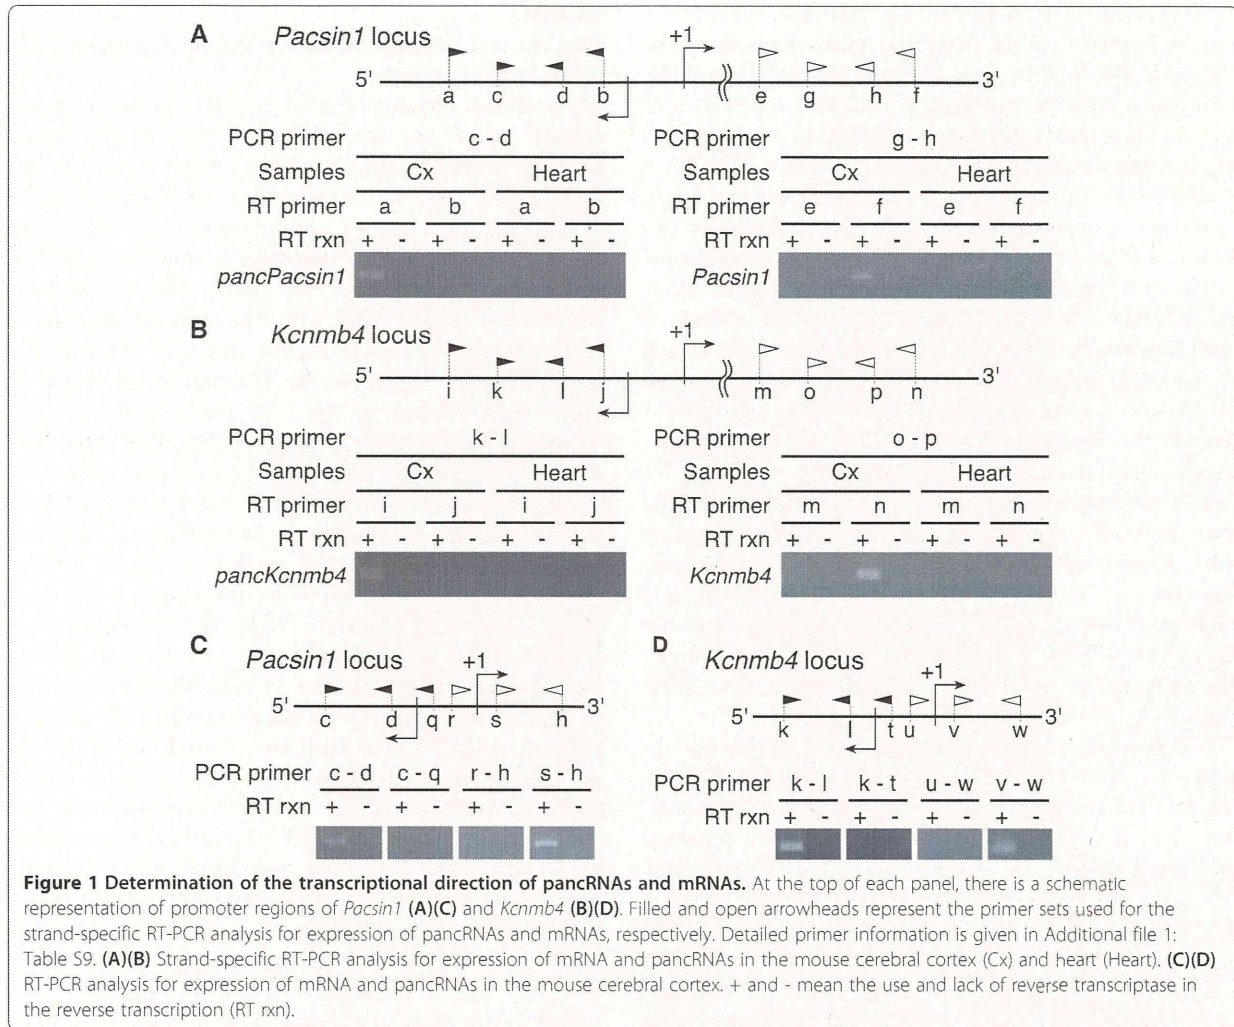 A
Pacsin1 locus
+1
5' 3'
a c d b e g h f
PCR primer c - d PCR primer g - h
Samples Cx Heart Samples Cx Heart
RT primer a b a b RT primer e f e f
RT rxn + - + - + - + - RT rxn + - + - + - + -
pancPacsin1 Pacsin1
B
Kcnmb4 locus
+1
5' 3'
i k l j m o p n
PCR primer k - l PCR primer o - p
Samples Cx Heart Samples Cx Heart
RT primer i j i j RT primer m n m n
RT rxn + - + - + - + - RT rxn + - + - + - + -
pancKcnmb4 Kcnmb4
C
Pacsin1 locus
+1
5' 3'
c d q r s h
PCR primer c - d c - q r - h s - h
RT rxn + - + - + - + -
D
Kcnmb4 locus
+1
5' 3'
k l t u v w
PCR primer k - l k - t u - w v - w
RT rxn + - + - + - + -
Figure 1 Determination of the transcriptional direction of pancRNAs and mRNAs. At the top of each panel, there is a schematic
representation of promoter regions of Pacsin1 (A)(C) and Kcnmb4 (B)(D). Filled and open arrowheads represent the primer sets used for the
strand-specific RT-PCR analysis for expression of pancRNAs and mRNAs, respectively. Detailed primer information is given in Additional file 1:
Table S9. (A)(B) Strand-specific RT-PCR analysis for expression of mRNA and pancRNAs in the mouse cerebral cortex (Cx) and heart (Heart). (C)(D)
RT-PCR analysis for expression of mRNA and pancRNAs in the mouse cerebral cortex. + and - mean the use and lack of reverse transcriptase in
the reverse transcription (RT rxn).